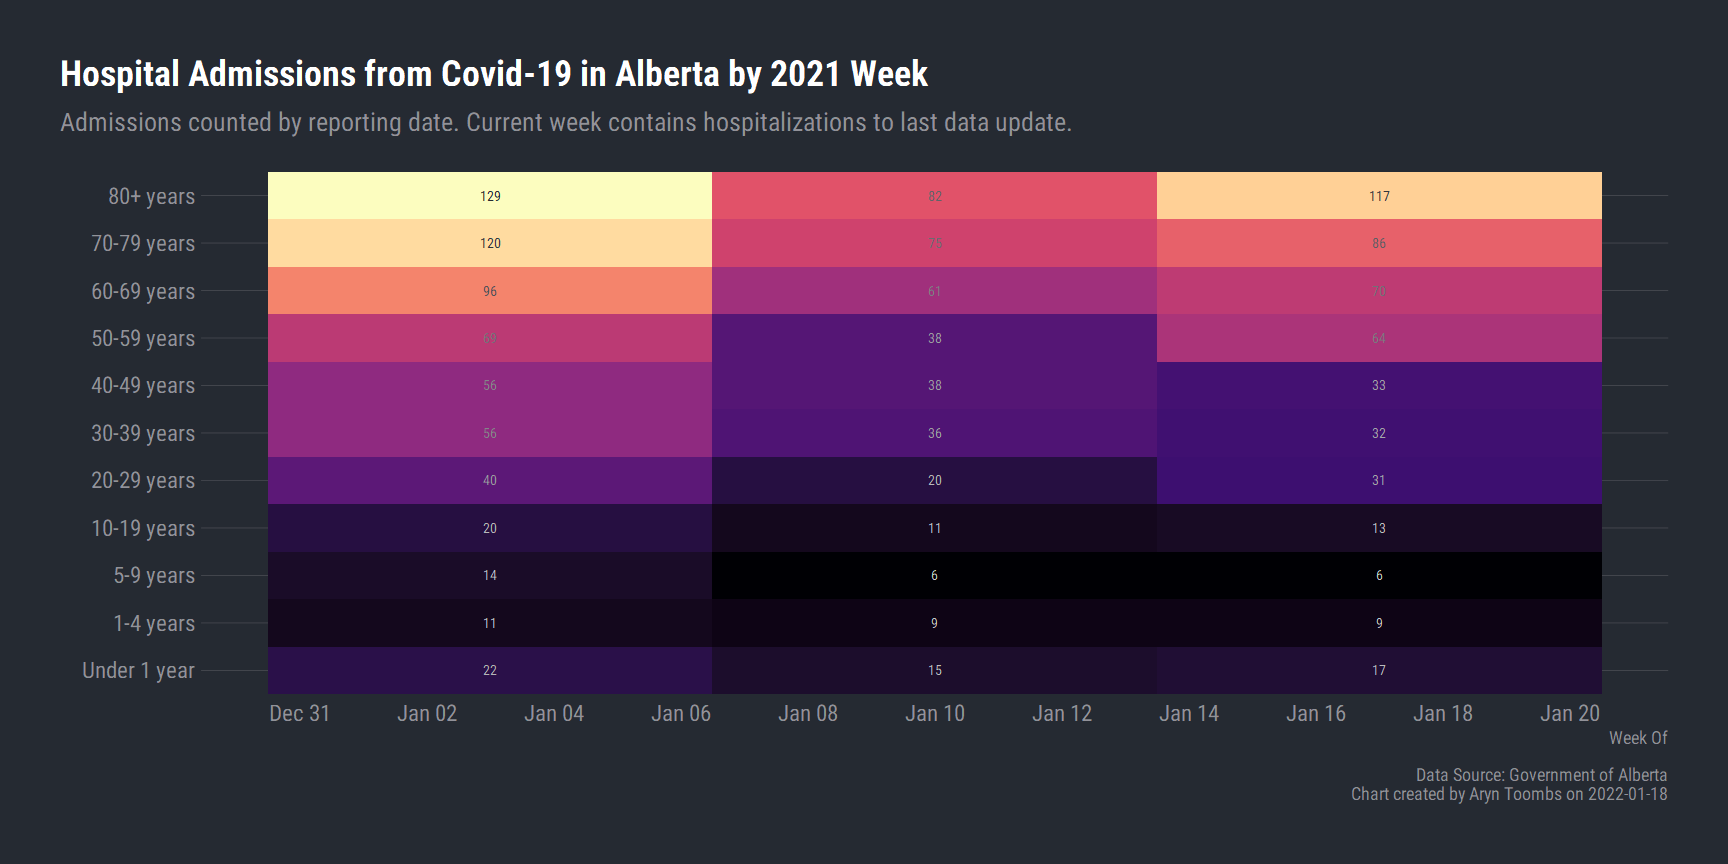 Hospital Admissions from Covid-19 in Alberta by 2021 Week
Admissions counted by reporting date. Current week contains hospitalizations to last data update.
80+ years 129 82 117
70-79 years 120 86
60-69 years 96 61 70
50-59 years 69 38 64
40-49 years 56 38 33
30-39 years 56 36 32
20-29 years 40 20 31
10-19 years 20 11 13
5-9 years 14 6 6
1-4 years 11 9 9
Under 1 year 22 15 17
Dec 31 Jan 02 Jan 04 Jan 06 Jan 08 Jan 10 Jan 12 Jan 14 Jan 16 Jan 18 Jan 20
Week Of
Data Source: Government of Alberta
Chart created by Aryn Toombs on 2022-01-18